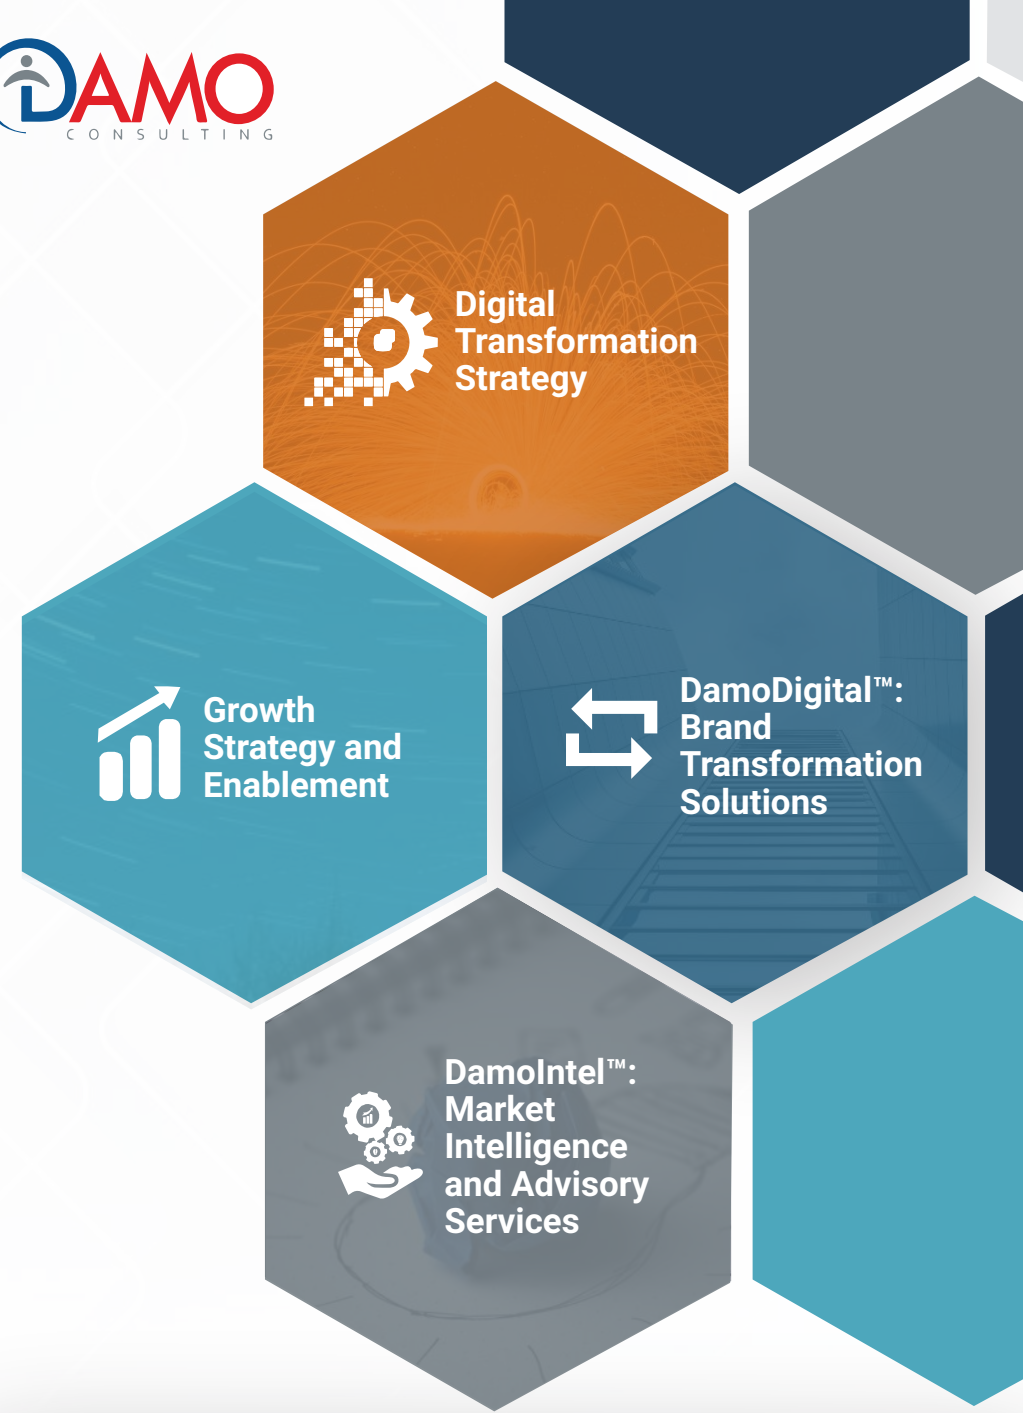 DAMO
CONSULTING
Digital
Transformation
Strategy
Growth
Strategy and
Enablement
DamoDigital™:
Brand
Transformation
Solutions
DamoIntel™:
Market
Intelligence
and Advisory
Services